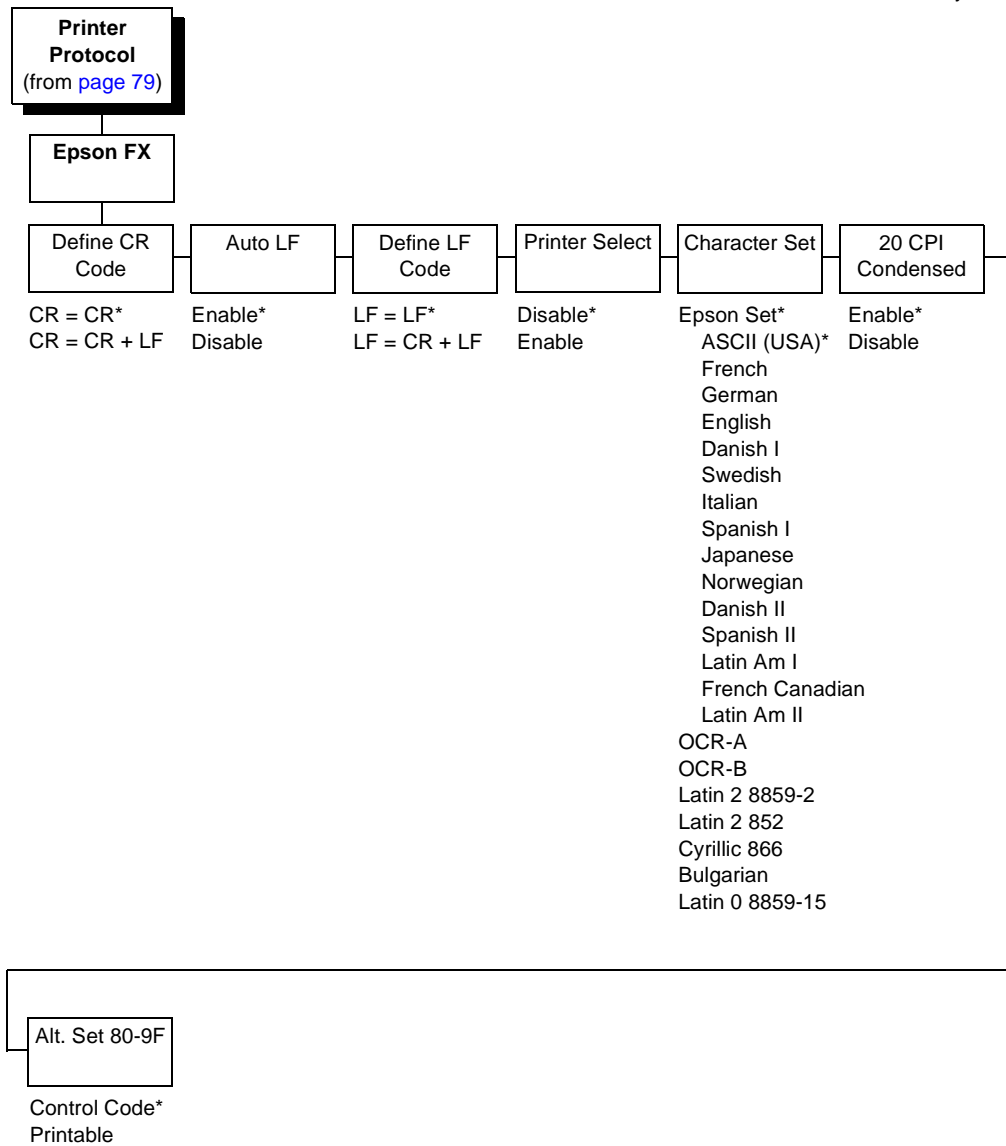 Printer
Protocol
(from page 79)
Epson FX
Define CR
Code
CR = CR*
CR = CR + LF
Auto LF
Enable*
Disable
Define LF
Code
LF = LF*
LF = CR + LF
Printer Select
Disable*
Enable
Character Set
Epson Set*
ASCII (USA)*
French
German
English
Danish I
Swedish
Italian
Spanish I
Japanese
Norwegian
Danish II
Spanish II
Latin Am I
French Canadian
Latin Am II
OCR-A
OCR-B
Latin 2 8859-2
Latin 2 852
Cyrillic 866
Bulgarian
Latin 0 8859-15
20 CPI
Condensed
Enable*
Disable
Alt. Set 80-9F
Control Code*
Printable